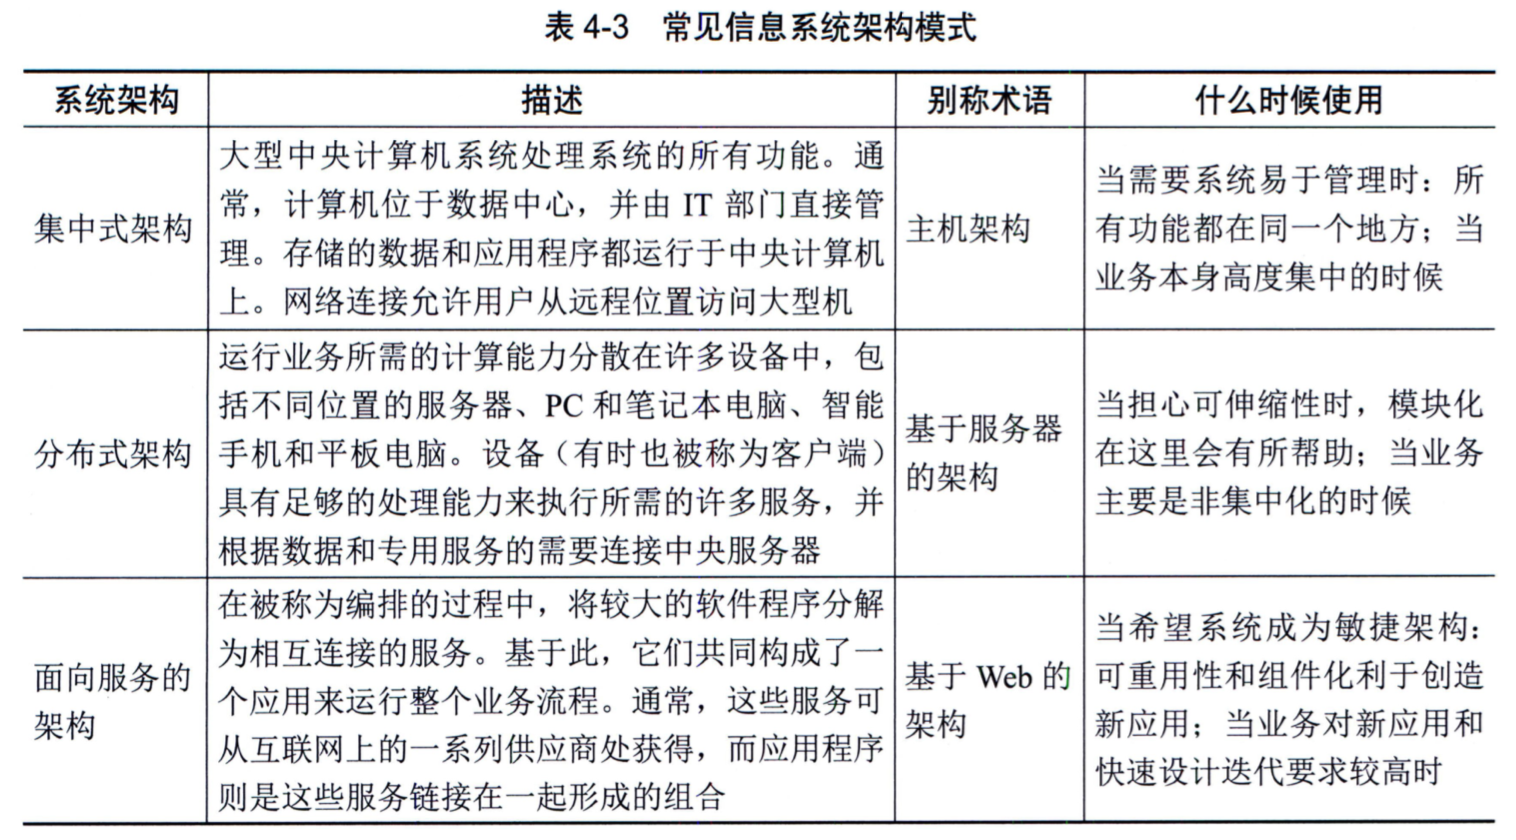 表 4-3 常见信息系统架构模式
系统架构
描述
别称术语
什么时候使用
集中式架构
大型中央计算机系统处理系统的所有功能。通
常，计算机位于数据中心，并由 IT 部门直接管
理。存储的数据和应用程序都运行于中央计算机
上。网络连接允许用户从远程位置访问大型机
主机架构
当需要系统易于管理时：所
有功能都在同一个地方；当
业务本身高度集中的时候
分布式架构
运行业务所需的计算能力分散在许多设备中，包
括不同位置的服务器、PC 和笔记本电脑、智能
手机和平板电脑。设备（有时也被称为客户端）
具有足够的处理能力来执行所需的许多服务，并
根据数据和专用服务的需要连接中央服务器
基于服务器
的架构
当担心可伸缩性时，模块化
在这里会有所帮助；当业务
主要是非集中化的时候
面向服务的
架构
在被称为编排的过程中，将较大的软件程序分解
为相互连接的服务。基于此，它们共同构成了一
个应用来运行整个业务流程。通常，这些服务可
从互联网上的一系列供应商处获得，而应用程序
则是这些服务链接在一起形成的组合
基于 Web 的
架构
当希望系统成为敏捷架构：
可重用性和组件化利于创造
新应用；当业务对新应用和
快速设计迭代要求较高时